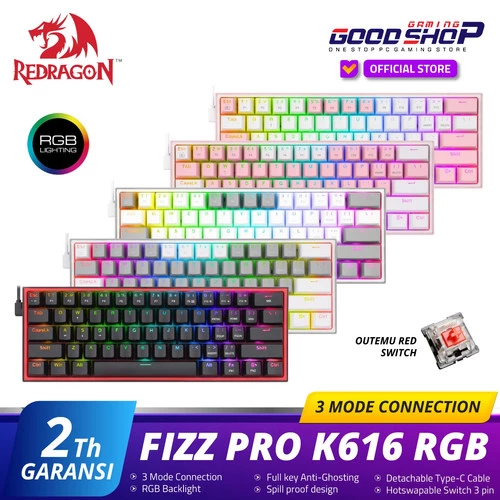 REDRAGON™
GAMING
GOOD SHOP
ONE STOP PC GAMING STORE
OFFICIAL STORE
RGB
LIGHTING
OUTEMU RED
SWITCH
3 MODE CONNECTION
2Th
GARANSI
FIZZ PRO K616 RGB
• 3 Mode Connection
• RGB Backlight
• Full key Anti-Ghosting
• Spill proof design
• Detachable Type-C Cable
• Hotswapable Switch 3 pin